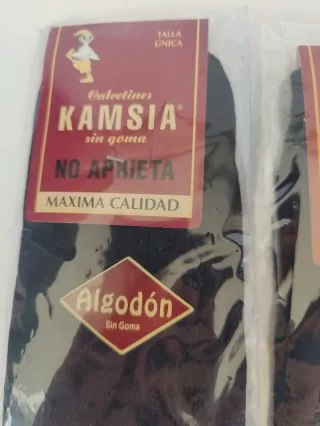 TALLA
ÚNICA
Calcetines
KAMSIA®
sin goma
NO APRIETA
MAXIMA CALIDAD
Algodón
Sin Goma